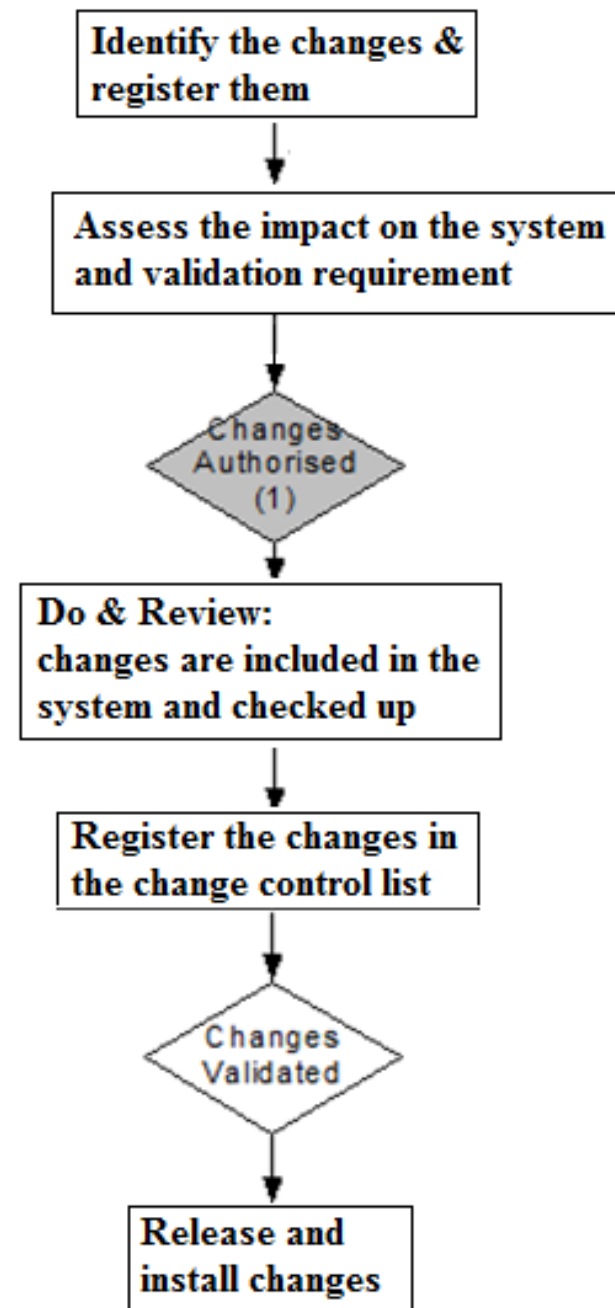 Identify the changes &
register them
Assess the impact on the system
and validation requirement
Changes
Authorised
(1)
Do & Review:
changes are included in the
system and checked up
Register the changes in
the change control list
Changes
Validated
Release and
install changes